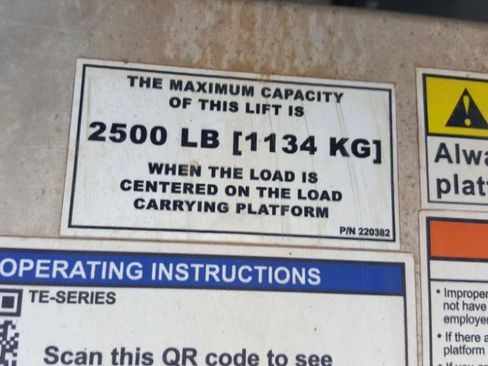 THE MAXIMUM CAPACITY
OF THIS LIFT IS
2500 LB [1134 KG]
WHEN THE LOAD IS
CENTERED ON THE LOAD
CARRYING PLATFORM
P/N 220382
OPERATING INSTRUCTIONS
TE-SERIES
Scan this QR code to see
Alwa
platf
• Improper
not have
employer
• If there a
platform